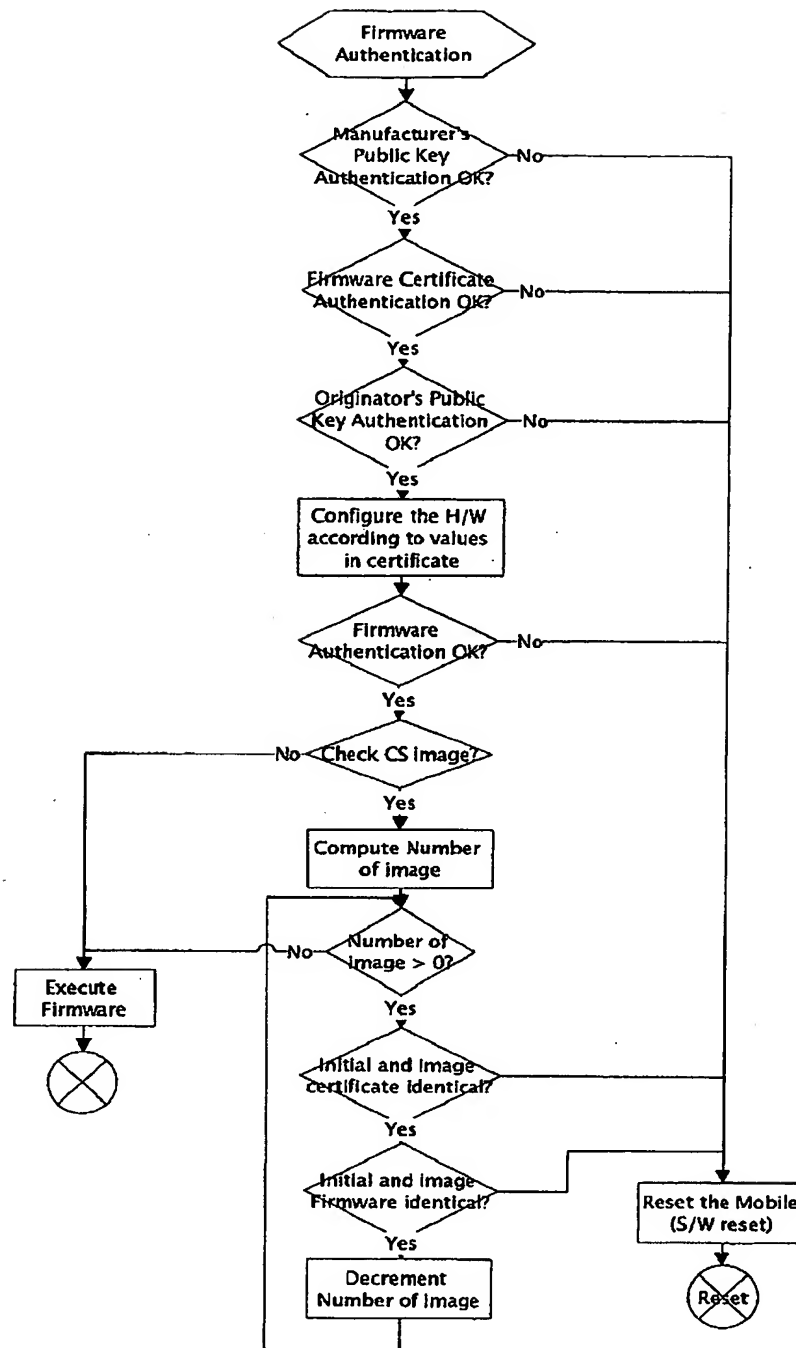 Firmware
Authentication
Manufacturer's
Public Key
Authentication OK?
No
Yes
Firmware Certificate
Authentication OK?
No
Yes
Originator's Public
Key Authentication
OK?
No
Yes
Configure the H/W
according to values
in certificate
Firmware
Authentication OK?
No
Yes
No
Check CS image?
Yes
Compute Number
of image
No
Number of
image > 0?
Execute
Firmware
Yes
Initial and image
certificate identical?
Yes
Initial and image
Firmware identical?
Reset the Mobile
(S/W reset)
Yes
Decrement
Number of image
Reset